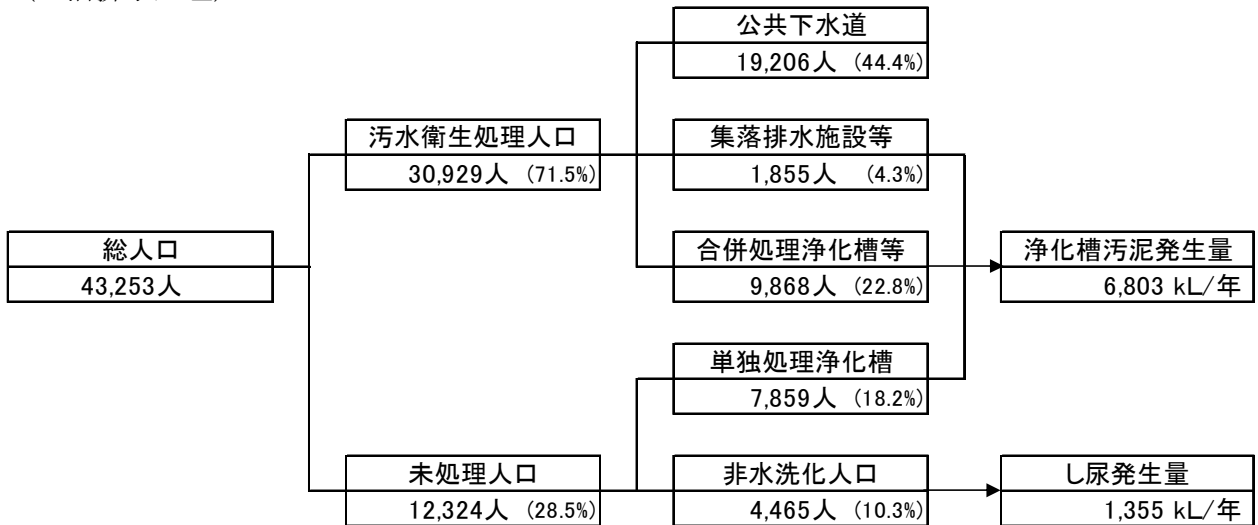 公共下水道
19,206人 (44.4%)
汚水衛生処理人口
30,929人 (71.5%)
集落排水施設等
1,855人 (4.3%)
総人口
43,253人
合併処理浄化槽等
9,868人 (22.8%)
浄化槽汚泥発生量
6,803 kL/年
単独処理浄化槽
7,859人 (18.2%)
未処理人口
12,324人 (28.5%)
非水洗化人口
4,465人 (10.3%)
し尿発生量
1,355 kL/年